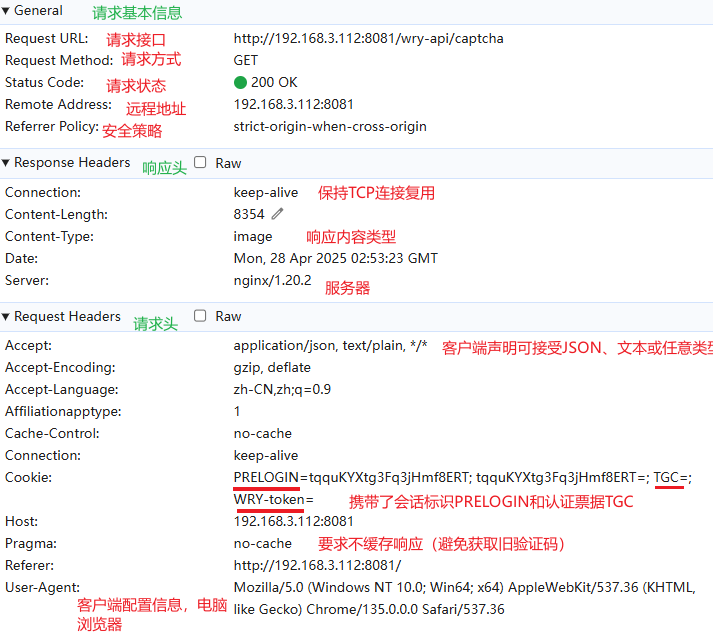 General 请求基本信息
Request URL: 请求接口 http://192.168.3.112:8081/wry-api/captcha
Request Method: 请求方式 GET
Status Code: 请求状态 200 OK
Remote Address: 远程地址 192.168.3.112:8081
Referrer Policy: 安全策略 strict-origin-when-cross-origin
Response Headers 响应头 Raw
Connection: keep-alive 保持TCP连接复用
Content-Length: 8354
Content-Type: image 响应内容类型
Date: Mon, 28 Apr 2025 02:53:23 GMT
Server: nginx/1.20.2 服务器
Request Headers 请求头 Raw
Accept: application/json, text/plain, */* 客户端声明可接受JSON、文本或任意类型
Accept-Encoding: gzip, deflate
Accept-Language: zh-CN,zh;q=0.9
Affiliationapptype: 1
Cache-Control: no-cache
Connection: keep-alive
Cookie: PRELOGIN=tqquKYXtg3Fq3jHmf8ERT; tqquKYXtg3Fq3jHmf8ERT=; TGC=;
WRY-token= 携带了会话标识PRELOGIN和认证票据TGC
Host: 192.168.3.112:8081
Pragma: no-cache 要求不缓存响应（避免获取旧验证码）
Referer: http://192.168.3.112:8081/
User-Agent: Mozilla/5.0 (Windows NT 10.0; Win64; x64) AppleWebKit/537.36 (KHTML,
客户端配置信息，电脑 like Gecko) Chrome/135.0.0.0 Safari/537.36
浏览器